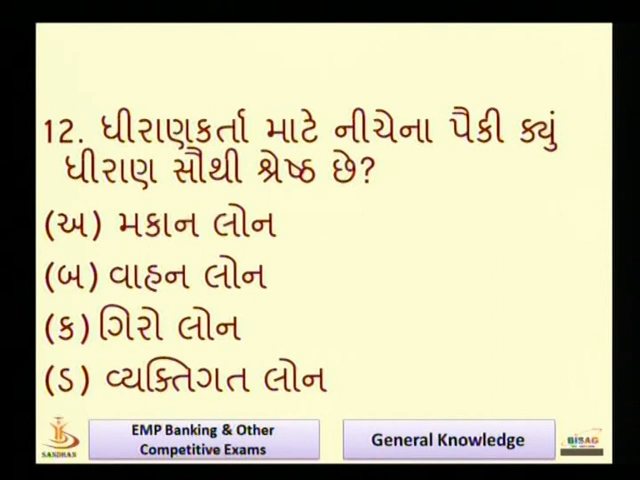 12. ધીરાણકર્તા માટે નીચેના પૈકી ક્યું
ધીરાણ સૌથી શ્રેષ્ઠ છે?
(અ) મકાન લોન
(બ) વાહન લોન
(ક) ગિરો લોન
(ડ) વ્યક્તિગત લોન
SANDHAN
EMP Banking & Other
Competitive Exams
General Knowledge
BISAG